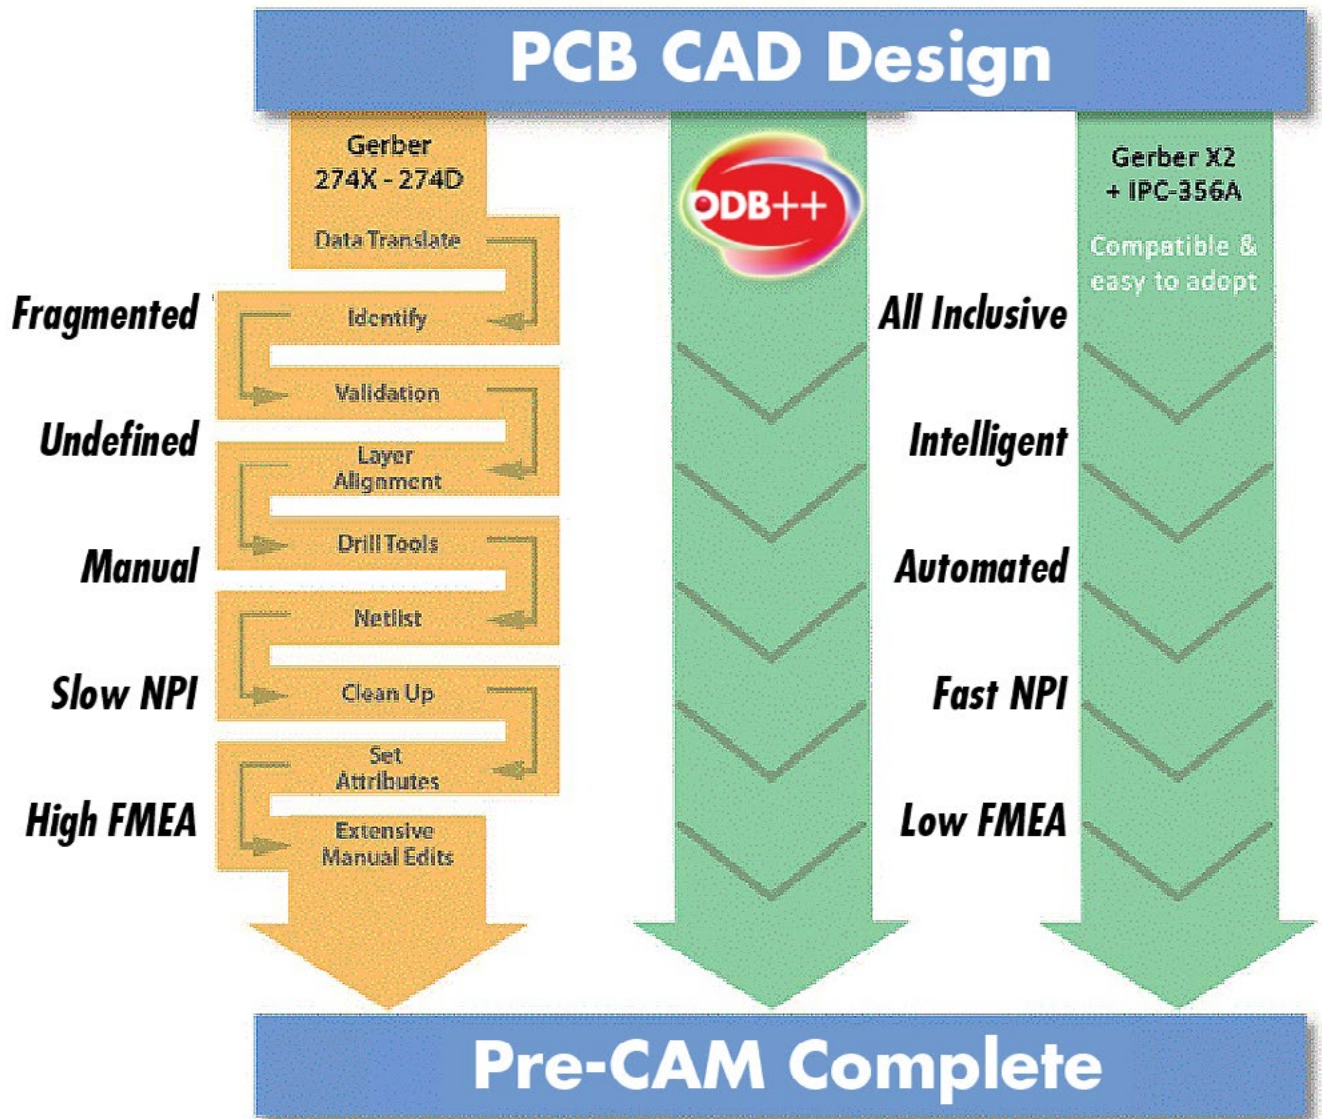 PCB CAD Design
Gerber
274X - 274D
Data Translate
Identify
Validation
Layer
Alignment
Drill Tools
Netlist
Clean Up
Set
Attributes
Extensive
Manual Edits
Fragmented
Undefined
Manual
Slow NPI
High FMEA
ODB++
All Inclusive
Intelligent
Automated
Fast NPI
Low FMEA
Gerber X2
+ IPC-356A
Compatible &
easy to adopt
Pre-CAM Complete